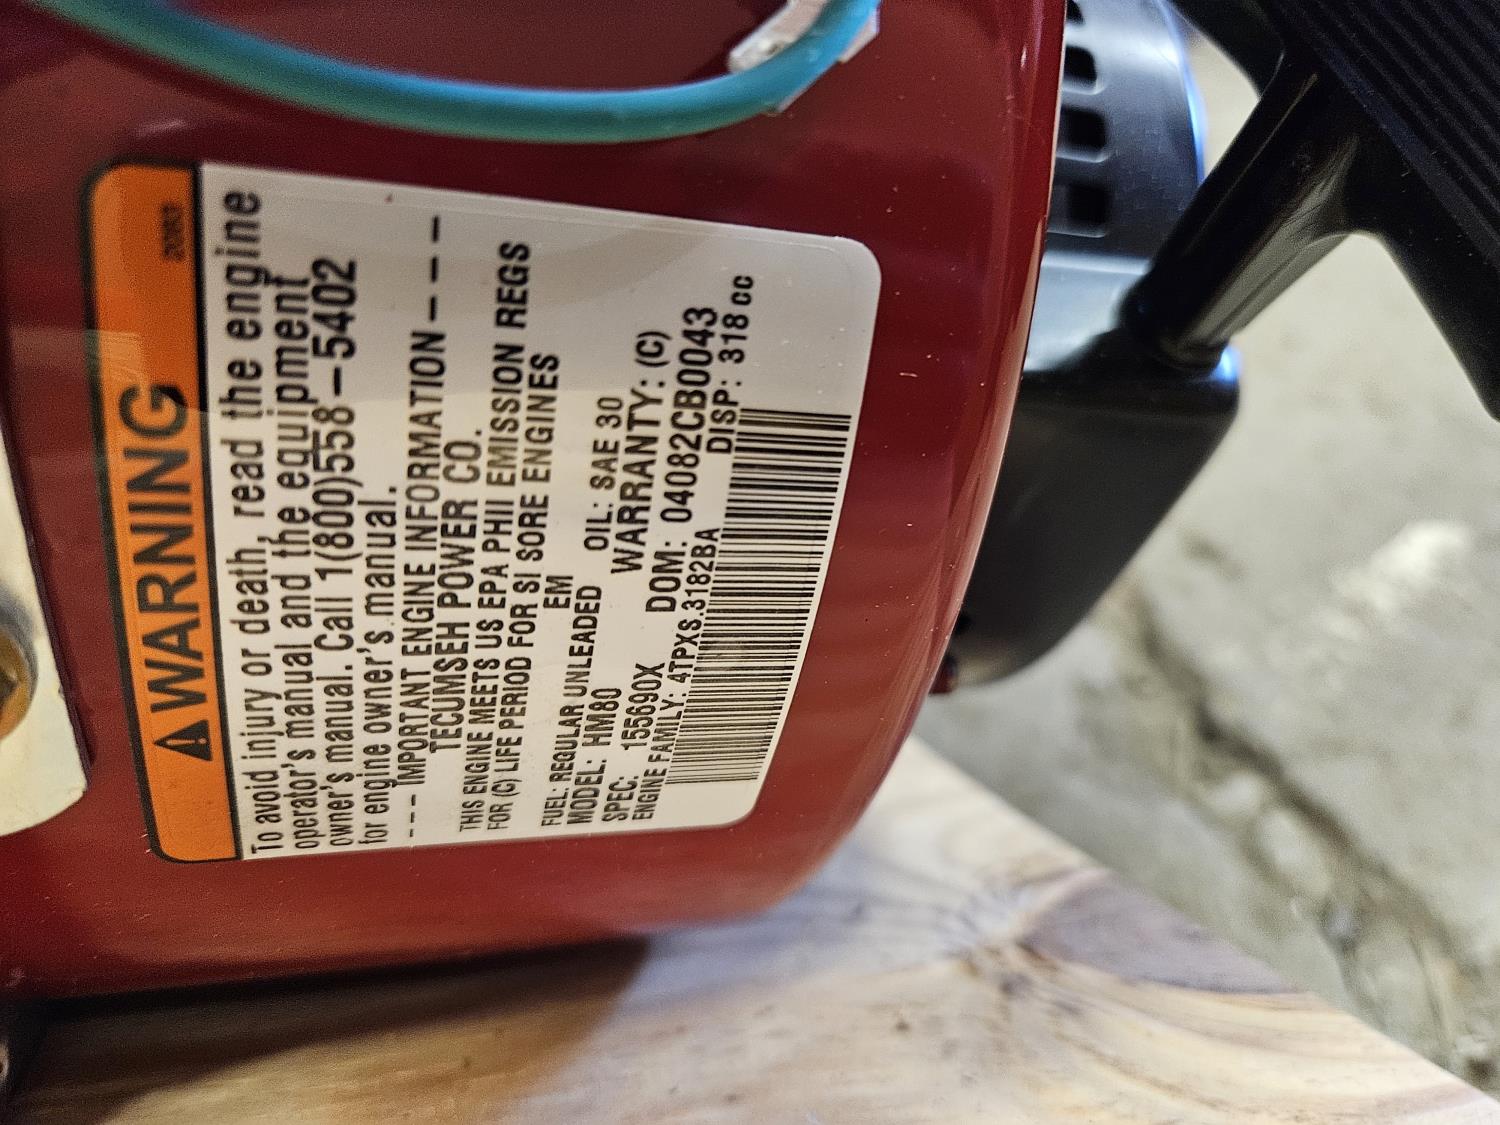 ⚠WARNING 20083
To avoid injury or death, read the engine
operator's manual and the equipment
owner's manual. Call 1(800)558-5402
for engine owner's manual.
--- IMPORTANT ENGINE INFORMATION ---
TECUMSEH POWER CO.
THIS ENGINE MEETS US EPA PHII EMISSION REGS
FOR (C) LIFE PERIOD FOR SI SORE ENGINES
EM
FUEL: REGULAR UNLEADED OIL: SAE 30
MODEL: HM80 WARRANTY: (C)
SPEC: 155690X DOM: 04082CB0043
ENGINE FAMILY: 4TPXS.3182BA DISP: 318 cc